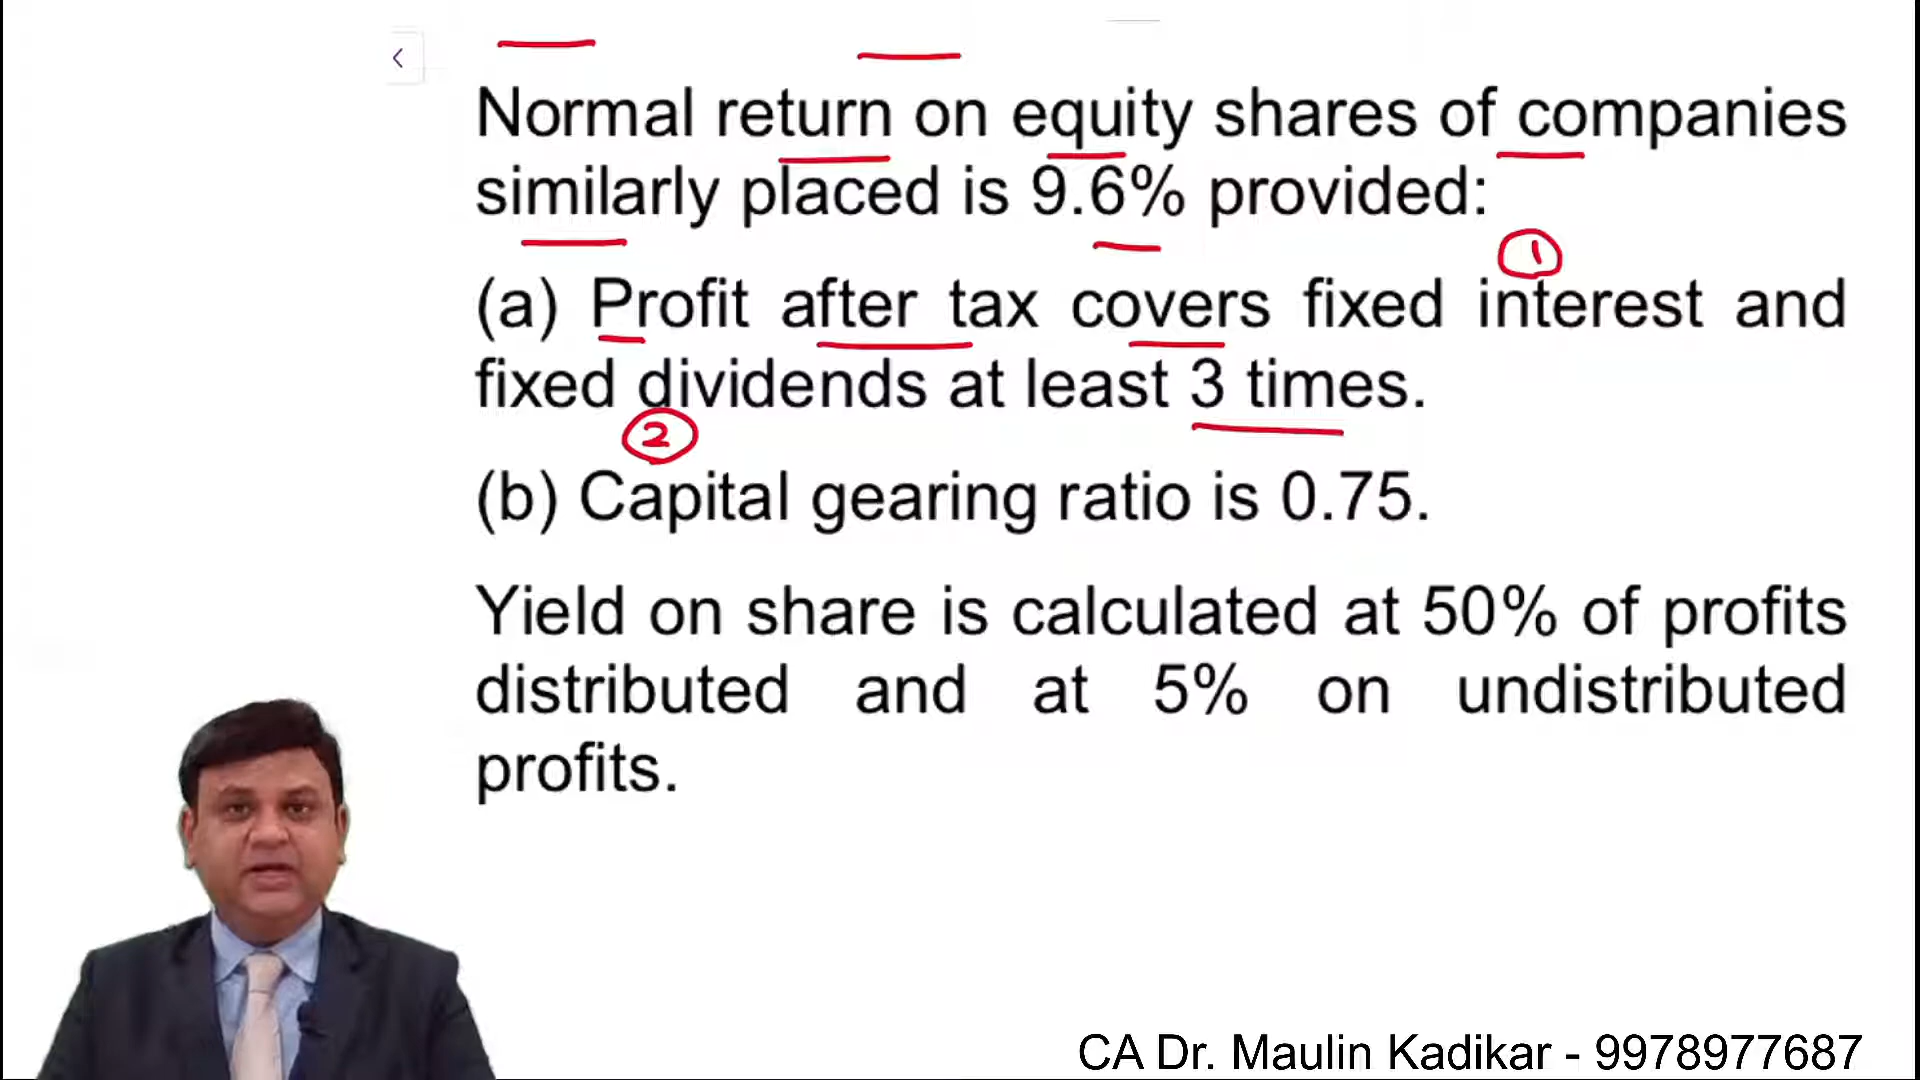 Normal return on equity shares of companies
similarly placed is 9.6% provided:
1
(a) Profit after tax covers fixed interest and
fixed dividends at least 3 times.
2
(b) Capital gearing ratio is 0.75.
Yield on share is calculated at 50% of profits
distributed and at 5% on undistributed
profits.
CA Dr. Maulin Kadikar - 9978977687